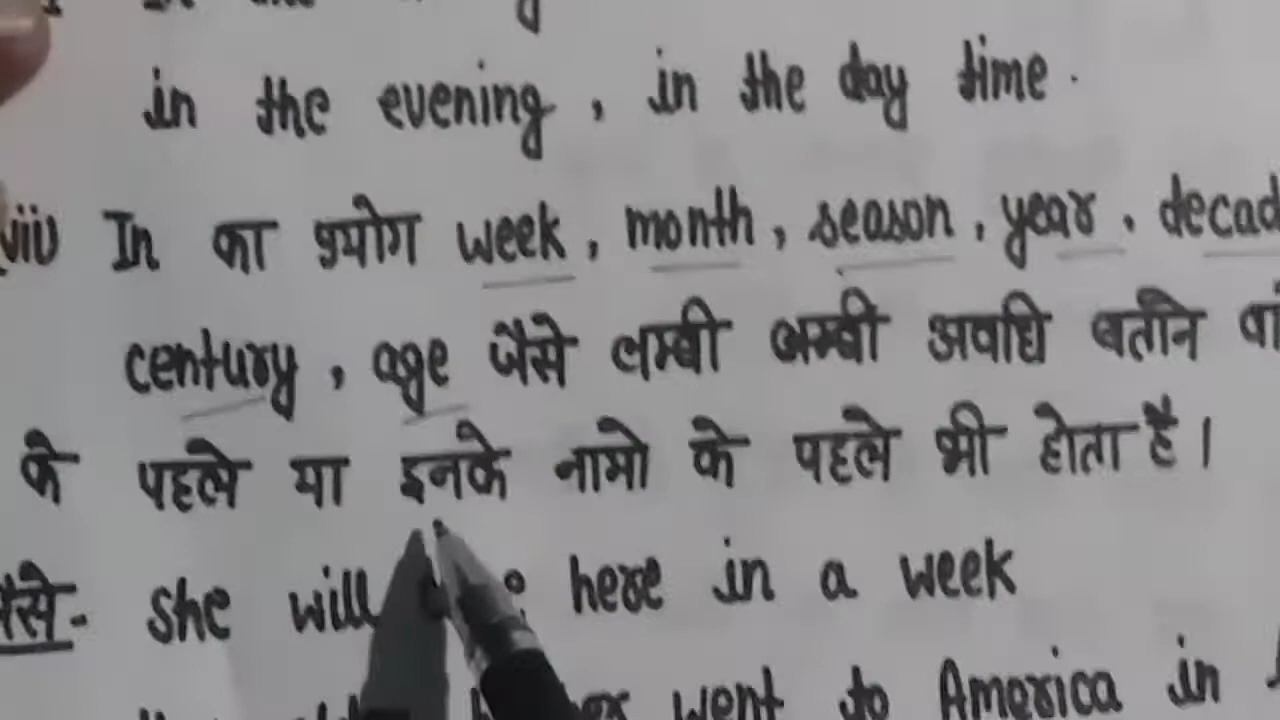 in the evening, in the day time.
viii In का प्रयोग week, month, season, year, decad
century, age जैसे लम्बी लम्बी अवधि बताने
के पहले या इनके नामो के पहले भी होता है।
जैसे- She will here in a week
went to America in